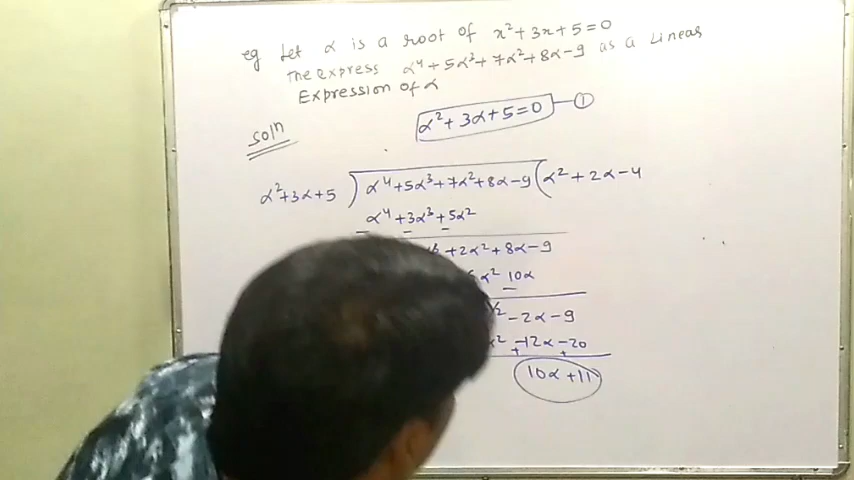 eg Let α is a root of x² + 3x + 5 = 0
The express α⁴ + 5α³ + 7α² + 8α - 9 as a Linear
Expression of α
Soln
α² + 3α + 5 = 0 — ①
α² + 3α + 5 ) α⁴ + 5α³ + 7α² + 8α - 9 ( α² + 2α - 4
α⁴ + 3α³ + 5α²
- - -
+ 2α² + 8α - 9
α² 10α
-
- 2α - 9
α² - 12α - 20
+ +
10α + 11